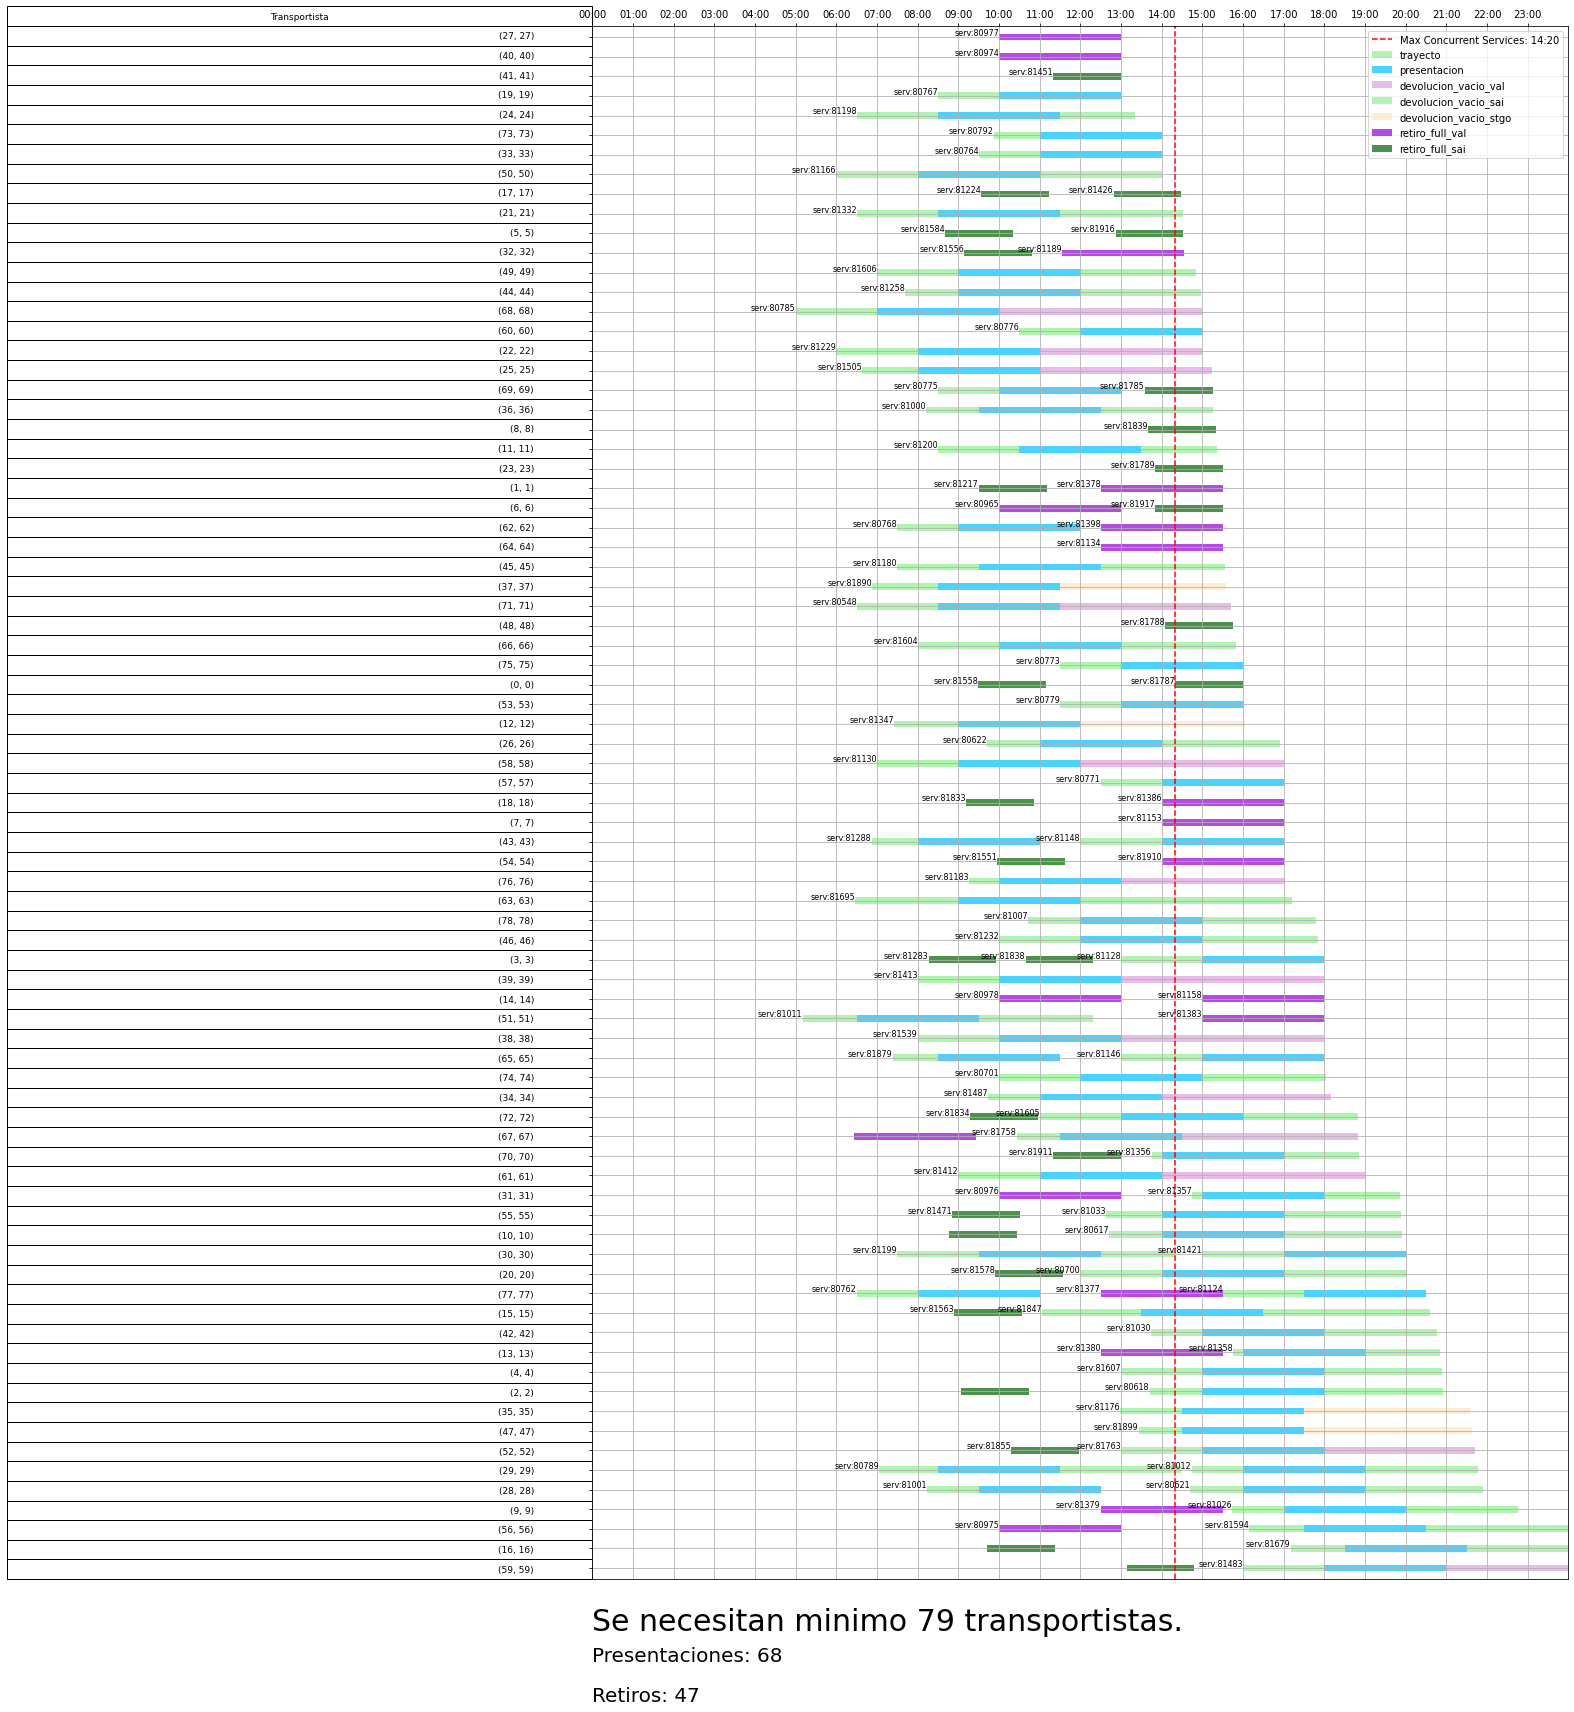 Transportista
00:00 01:00 02:00 03:00 04:00 05:00 06:00 07:00 08:00 09:00 10:00 11:00 12:00 13:00 14:00 15:00 16:00 17:00 18:00 19:00 20:00 21:00 22:00 23:00
Max Concurrent Services: 14:20
trayecto
presentacion
devolucion_vacio_val
devolucion_vacio_sai
devolucion_vacio_stgo
retiro_full_val
retiro_full_sai
(27, 27) serv:80977
(40, 40) serv:80974
(41, 41) serv:81451
(19, 19) serv:80767
(24, 24) serv:81198
(73, 73) serv:80792
(33, 33) serv:80764
(50, 50) serv:81166
(17, 17) serv:81224 serv:81426
(21, 21) serv:81332
(5, 5) serv:81584 serv:81916
(32, 32) serv:81556 serv:81189
(49, 49) serv:81606
(44, 44) serv:81258
(68, 68) serv:80785
(60, 60) serv:80776
(22, 22) serv:81229
(25, 25) serv:81505
(69, 69) serv:80775 serv:81785
(36, 36) serv:81000
(8, 8) serv:81839
(11, 11) serv:81200
(23, 23) serv:81789
(1, 1) serv:81217 serv:81378
(6, 6) serv:80965 serv:81917
(62, 62) serv:80768 serv:81398
(64, 64) serv:81134
(45, 45) serv:81180
(37, 37) serv:81890
(71, 71) serv:80548
(48, 48) serv:81788
(66, 66) serv:81604
(75, 75) serv:80773
(0, 0) serv:81558 serv:81787
(53, 53) serv:80779
(12, 12) serv:81347
(26, 26) serv:80622
(58, 58) serv:81130
(57, 57) serv:80771
(18, 18) serv:81833 serv:81386
(7, 7) serv:81153
(43, 43) serv:81288 serv:81148
(54, 54) serv:81551 serv:81910
(76, 76) serv:81183
(63, 63) serv:81695
(78, 78) serv:81007
(46, 46) serv:81232
(3, 3) serv:81283 serv:81838 serv:81128
(39, 39) serv:81413
(14, 14) serv:80978 serv:81158
(51, 51) serv:81011 serv:81383
(38, 38) serv:81539
(65, 65) serv:81879 serv:81146
(74, 74) serv:80701
(34, 34) serv:81487
(72, 72) serv:81834 serv:81605
(67, 67) serv:81758
(70, 70) serv:81911 serv:81356
(61, 61) serv:81412
(31, 31) serv:80976 serv:81357
(55, 55) serv:81471 serv:81033
(10, 10) serv:80617
(30, 30) serv:81199 serv:81421
(20, 20) serv:81578 serv:80700
(77, 77) serv:80762 serv:81377 serv:81124
(15, 15) serv:81563 serv:81847
(42, 42) serv:81030
(13, 13) serv:81380 serv:81358
(4, 4) serv:81607
(2, 2) serv:80618
(35, 35) serv:81176
(47, 47) serv:81899
(52, 52) serv:81855 serv:81763
(29, 29) serv:80789 serv:81012
(28, 28) serv:81001 serv:80621
(9, 9) serv:81379 serv:81026
(56, 56) serv:80975 serv:81594
(16, 16) serv:81679
(59, 59) serv:81483
Se necesitan minimo 79 transportistas.
Presentaciones: 68
Retiros: 47